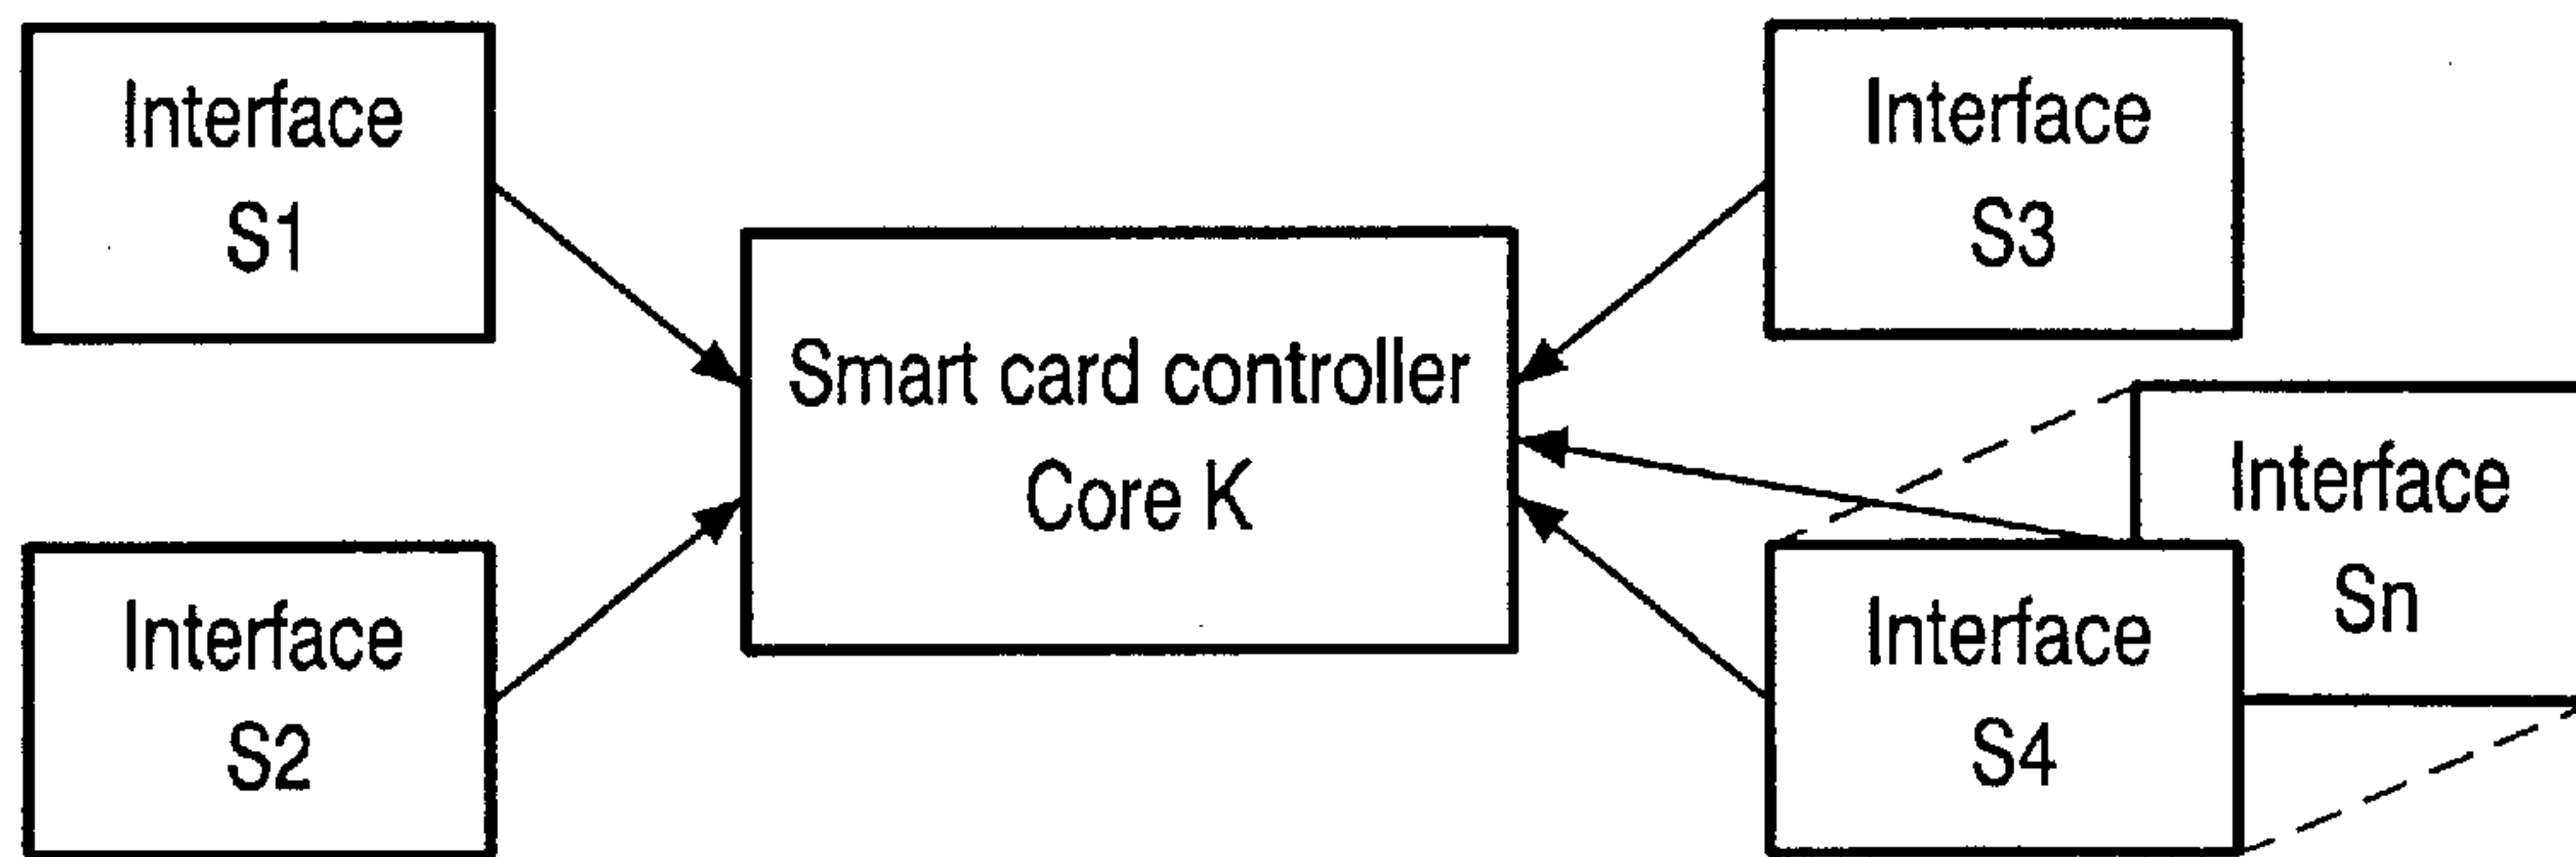 Interface
S1
Interface
S2
Smart card controller
Core K
Interface
S3
Interface
Sn
Interface
S4